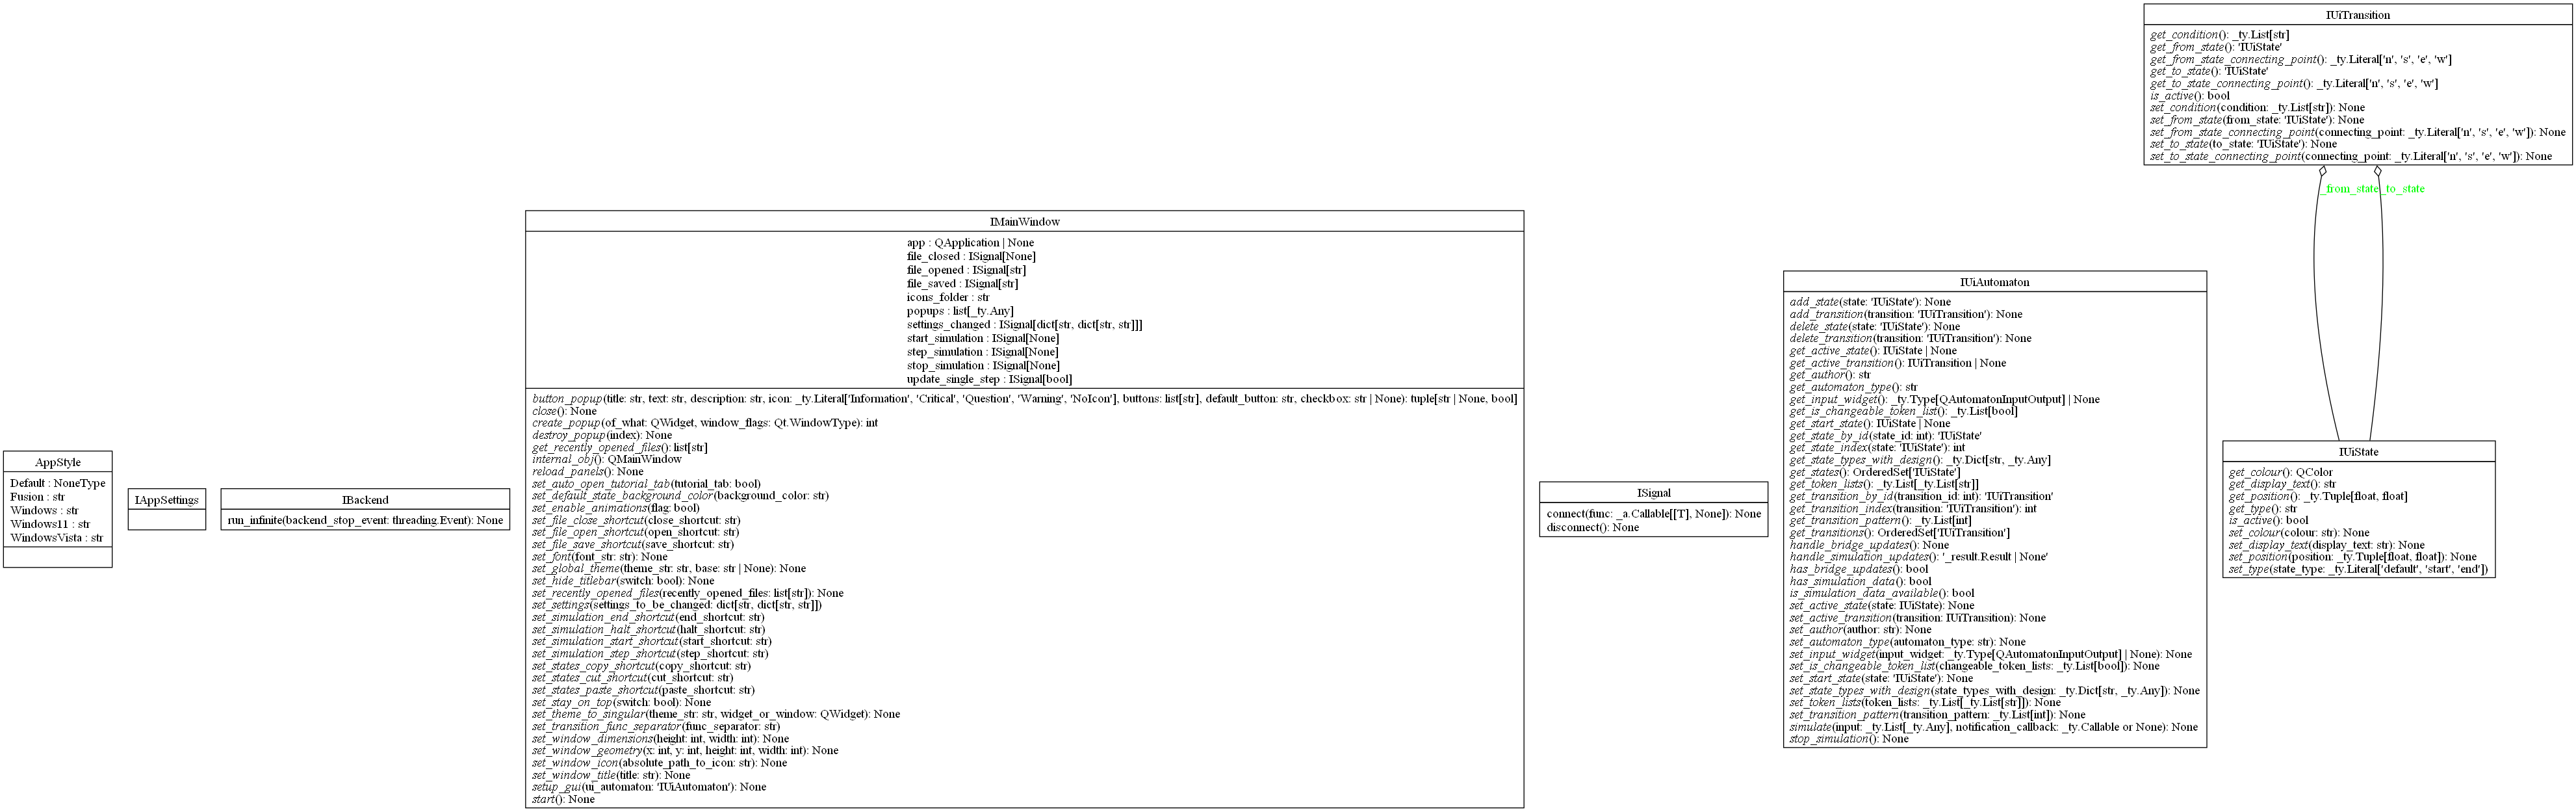 IUiTransition
get_condition(): _ty.List[str]
get_from_state(): 'IUiState'
get_from_state_connecting_point(): _ty.Literal['n', 's', 'e', 'w']
get_to_state(): 'IUiState'
get_to_state_connecting_point(): _ty.Literal['n', 's', 'e', 'w']
is_active(): bool
set_condition(condition: _ty.List[str]): None
set_from_state(from_state: 'IUiState'): None
set_from_state_connecting_point(connecting_point: _ty.Literal['n', 's', 'e', 'w']): None
set_to_state(to_state: 'IUiState'): None
set_to_state_connecting_point(connecting_point: _ty.Literal['n', 's', 'e', 'w']): None
_from_state
_to_state
AppStyle
Default : NoneType
Fusion : str
Windows : str
Windows11 : str
WindowsVista : str
IAppSettings
IBackend
run_infinite(backend_stop_event: threading.Event): None
IMainWindow
app : QApplication | None
file_closed : ISignal[None]
file_opened : ISignal[str]
file_saved : ISignal[str]
icons_folder : str
popups : list[_ty.Any]
settings_changed : ISignal[dict[str, dict[str, str]]]
start_simulation : ISignal[None]
step_simulation : ISignal[None]
stop_simulation : ISignal[None]
update_single_step : ISignal[bool]
button_popup(title: str, text: str, description: str, icon: _ty.Literal['Information', 'Critical', 'Question', 'Warning', 'NoIcon'], buttons: list[str], default_button: str, checkbox: str | None): tuple[str | None, bool]
close(): None
create_popup(of_what: QWidget, window_flags: Qt.WindowType): int
destroy_popup(index): None
get_recently_opened_files(): list[str]
internal_obj(): QMainWindow
reload_panels(): None
set_auto_open_tutorial_tab(tutorial_tab: bool)
set_default_state_background_color(background_color: str)
set_enable_animations(flag: bool)
set_file_close_shortcut(close_shortcut: str)
set_file_open_shortcut(open_shortcut: str)
set_file_save_shortcut(save_shortcut: str)
set_font(font_str: str): None
set_global_theme(theme_str: str, base: str | None): None
set_hide_titlebar(switch: bool): None
set_recently_opened_files(recently_opened_files: list[str]): None
set_settings(settings_to_be_changed: dict[str, dict[str, str]])
set_simulation_end_shortcut(end_shortcut: str)
set_simulation_halt_shortcut(halt_shortcut: str)
set_simulation_start_shortcut(start_shortcut: str)
set_simulation_step_shortcut(step_shortcut: str)
set_states_copy_shortcut(copy_shortcut: str)
set_states_cut_shortcut(cut_shortcut: str)
set_states_paste_shortcut(paste_shortcut: str)
set_stay_on_top(switch: bool): None
set_theme_to_singular(theme_str: str, widget_or_window: QWidget): None
set_transition_func_separator(func_separator: str)
set_window_dimensions(height: int, width: int): None
set_window_geometry(x: int, y: int, height: int, width: int): None
set_window_icon(absolute_path_to_icon: str): None
set_window_title(title: str): None
setup_gui(ui_automaton: 'IUiAutomaton'): None
start(): None
ISignal
connect(func: _a.Callable[[T], None]): None
disconnect(): None
IUiAutomaton
add_state(state: 'IUiState'): None
add_transition(transition: 'IUiTransition'): None
delete_state(state: 'IUiState'): None
delete_transition(transition: 'IUiTransition'): None
get_active_state(): IUiState | None
get_active_transition(): IUiTransition | None
get_author(): str
get_automaton_type(): str
get_input_widget(): _ty.Type[QAutomatonInputOutput] | None
get_is_changeable_token_list(): _ty.List[bool]
get_start_state(): IUiState | None
get_state_by_id(state_id: int): 'IUiState'
get_state_index(state: 'IUiState'): int
get_state_types_with_design(): _ty.Dict[str, _ty.Any]
get_states(): OrderedSet['IUiState']
get_token_lists(): _ty.List[_ty.List[str]]
get_transition_by_id(transition_id: int): 'IUiTransition'
get_transition_index(transition: 'IUiTransition'): int
get_transition_pattern(): _ty.List[int]
get_transitions(): OrderedSet['IUiTransition']
handle_bridge_updates(): None
handle_simulation_updates(): '_result.Result | None'
has_bridge_updates(): bool
has_simulation_data(): bool
is_simulation_data_available(): bool
set_active_state(state: IUiState): None
set_active_transition(transition: IUiTransition): None
set_author(author: str): None
set_automaton_type(automaton_type: str): None
set_input_widget(input_widget: _ty.Type[QAutomatonInputOutput] | None): None
set_is_changeable_token_list(changeable_token_lists: _ty.List[bool]): None
set_start_state(state: 'IUiState'): None
set_state_types_with_design(state_types_with_design: _ty.Dict[str, _ty.Any]): None
set_token_lists(token_lists: _ty.List[_ty.List[str]]): None
set_transition_pattern(transition_pattern: _ty.List[int]): None
simulate(input: _ty.List[_ty.Any], notification_callback: _ty.Callable or None): None
stop_simulation(): None
IUiState
get_colour(): QColor
get_display_text(): str
get_position(): _ty.Tuple[float, float]
get_type(): str
is_active(): bool
set_colour(colour: str): None
set_display_text(display_text: str): None
set_position(position: _ty.Tuple[float, float]): None
set_type(state_type: _ty.Literal['default', 'start', 'end'])